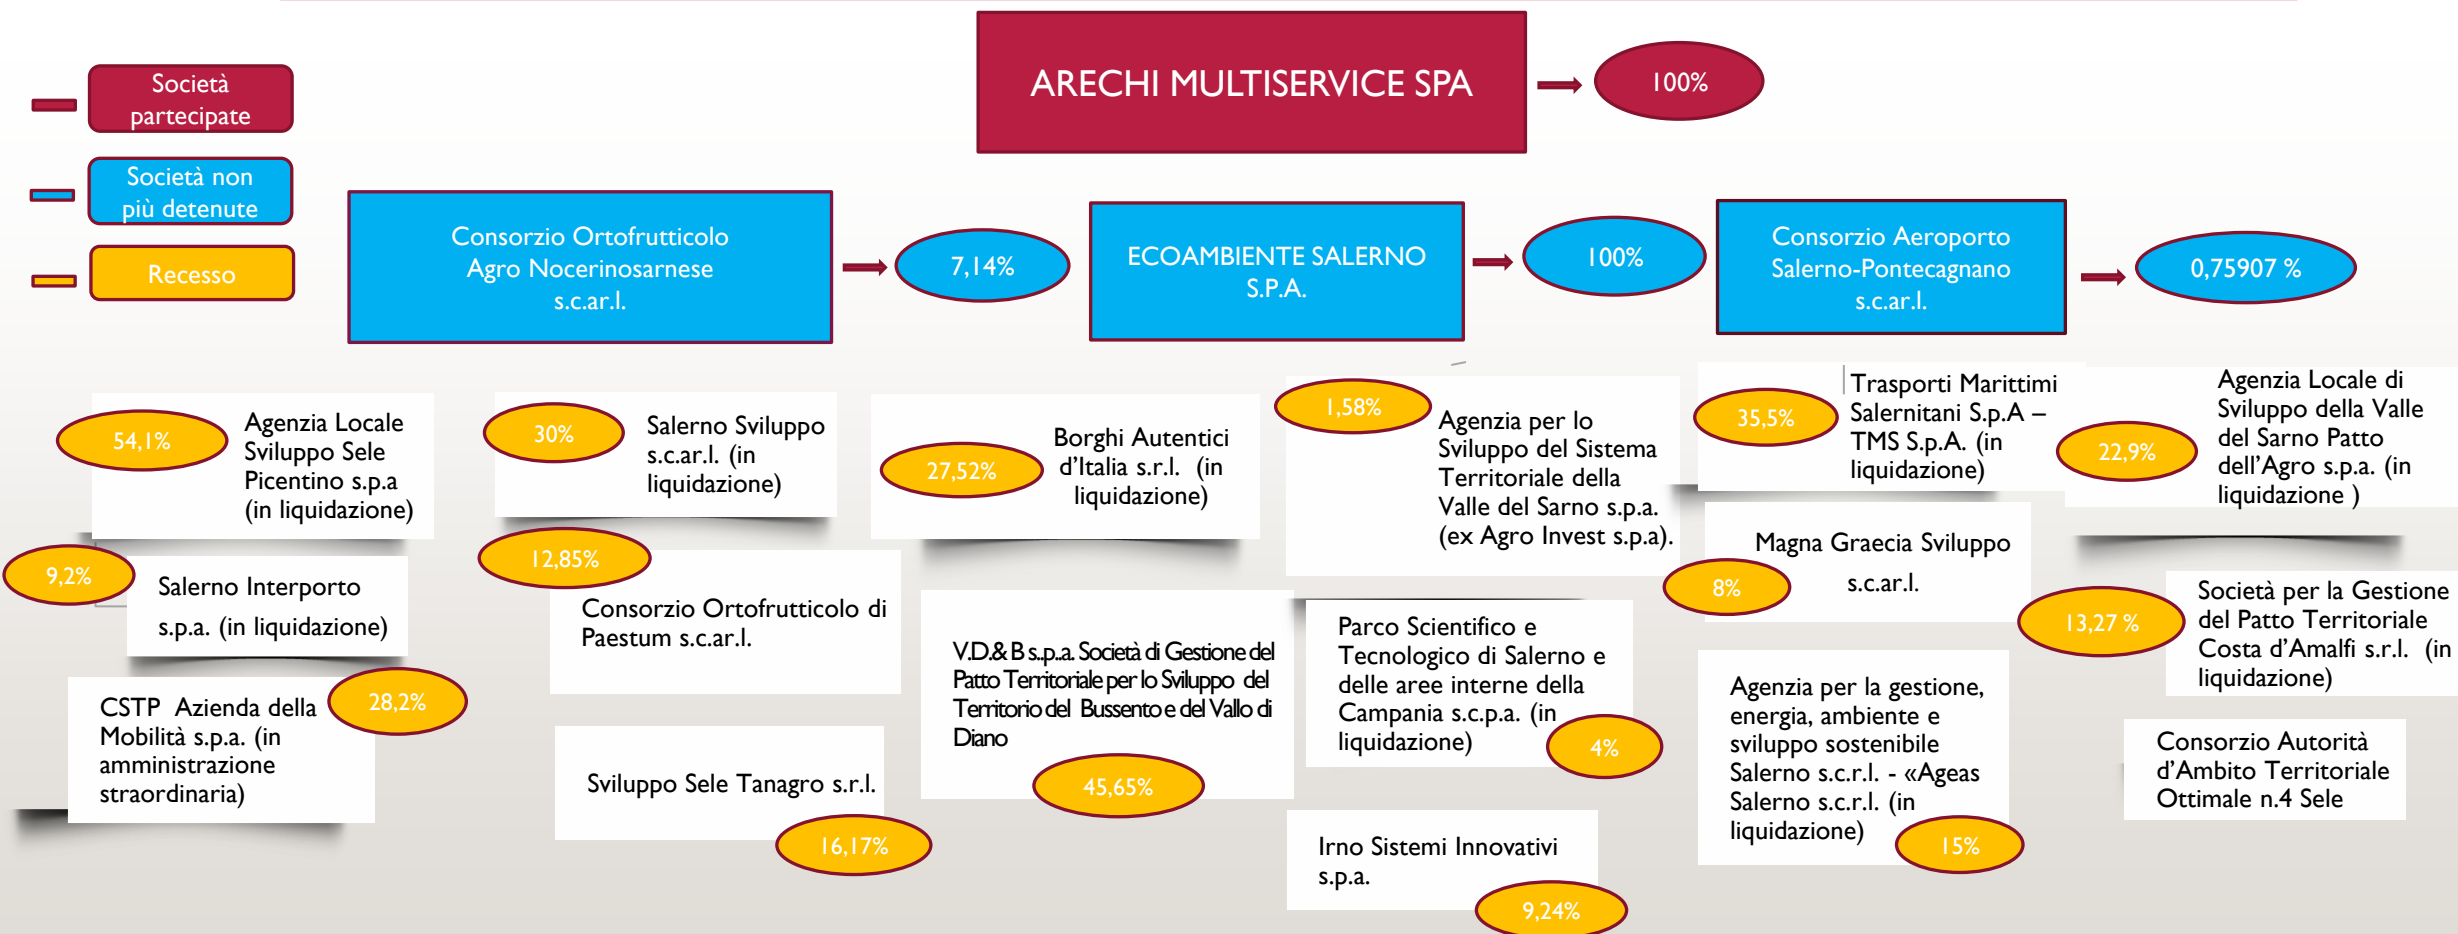 ARECHI MULTISERVICE SPA
100%
Società
partecipate
Società non
più detenute
Recesso
Consorzio Ortofrutticolo
Agro Nocerinosarnese
s.c.ar.l.
7,14%
ECOAMBIENTE SALERNO
S.P.A.
100%
Consorzio Aeroporto
Salerno-Pontecagnano
s.c.ar.l.
0,75907 %
54,1%
Agenzia Locale
Sviluppo Sele
Picentino s.p.a
(in liquidazione)
30%
Salerno Sviluppo
s.c.ar.l. (in
liquidazione)
27,52%
Borghi Autentici
d'Italia s.r.l. (in
liquidazione)
1,58%
Agenzia per lo
Sviluppo del Sistema
Territoriale della
Valle del Sarno s.p.a.
(ex Agro Invest s.p.a).
35,5%
Trasporti Marittimi
Salernitani S.p.A –
TMS S.p.A. (in
liquidazione)
22,9%
Agenzia Locale di
Sviluppo della Valle
del Sarno Patto
dell'Agro s.p.a. (in
liquidazione )
9,2%
Salerno Interporto
s.p.a. (in liquidazione)
12,85%
Consorzio Ortofrutticolo di
Paestum s.c.ar.l.
V.D.& B s..p..a. Società di Gestione del
Patto Territoriale per lo Sviluppo del
Territorio del Bussento e del Vallo di
Diano
45,65%
Parco Scientifico e
Tecnologico di Salerno e
delle aree interne della
Campania s.c.p.a. (in
liquidazione)
4%
Magna Graecia Sviluppo
s.c.ar.l.
8%
13,27 %
Società per la Gestione
del Patto Territoriale
Costa d'Amalfi s.r.l. (in
liquidazione)
CSTP Azienda della
Mobilità s.p.a. (in
amministrazione
straordinaria)
28,2%
Sviluppo Sele Tanagro s.r.l.
16,17%
Irno Sistemi Innovativi
s.p.a.
9,24%
Agenzia per la gestione,
energia, ambiente e
sviluppo sostenibile
Salerno s.c.r.l. - «Ageas
Salerno s.c.r.l. (in
liquidazione)
15%
Consorzio Autorità
d'Ambito Territoriale
Ottimale n.4 Sele